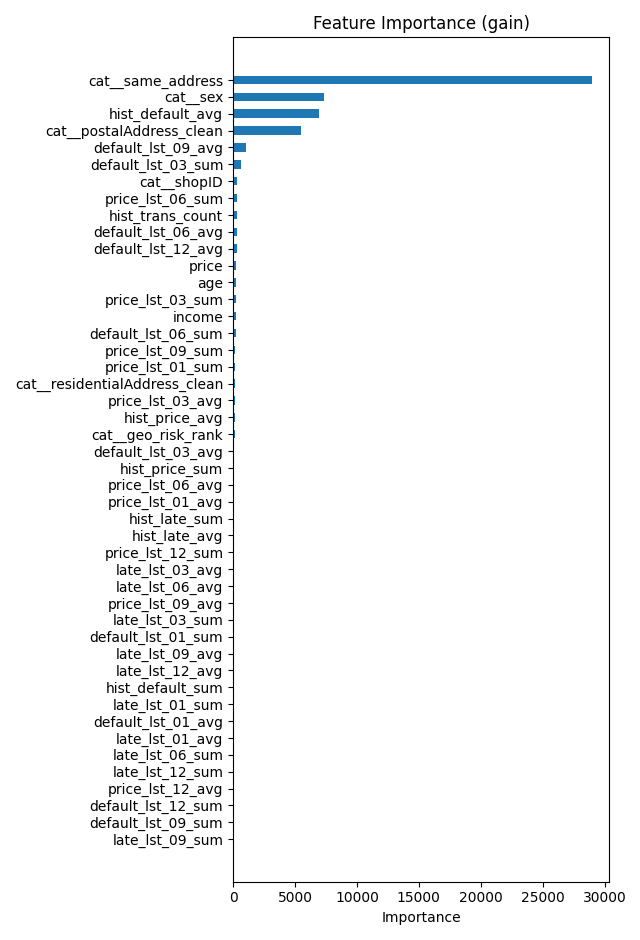 Feature Importance (gain)
cat__same_address
cat__sex
hist_default_avg
cat__postalAddress_clean
default_lst_09_avg
default_lst_03_sum
cat__shopID
price_lst_06_sum
hist_trans_count
default_lst_06_avg
default_lst_12_avg
price
age
price_lst_03_sum
income
default_lst_06_sum
price_lst_09_sum
price_lst_01_sum
cat__residentialAddress_clean
price_lst_03_avg
hist_price_avg
cat__geo_risk_rank
default_lst_03_avg
hist_price_sum
price_lst_06_avg
price_lst_01_avg
hist_late_sum
hist_late_avg
price_lst_12_sum
late_lst_03_avg
late_lst_06_avg
price_lst_09_avg
late_lst_03_sum
default_lst_01_sum
late_lst_09_avg
late_lst_12_avg
hist_default_sum
late_lst_01_sum
default_lst_01_avg
late_lst_01_avg
late_lst_06_sum
late_lst_12_sum
price_lst_12_avg
default_lst_12_sum
default_lst_09_sum
late_lst_09_sum
0 5000 10000 15000 20000 25000 30000
Importance